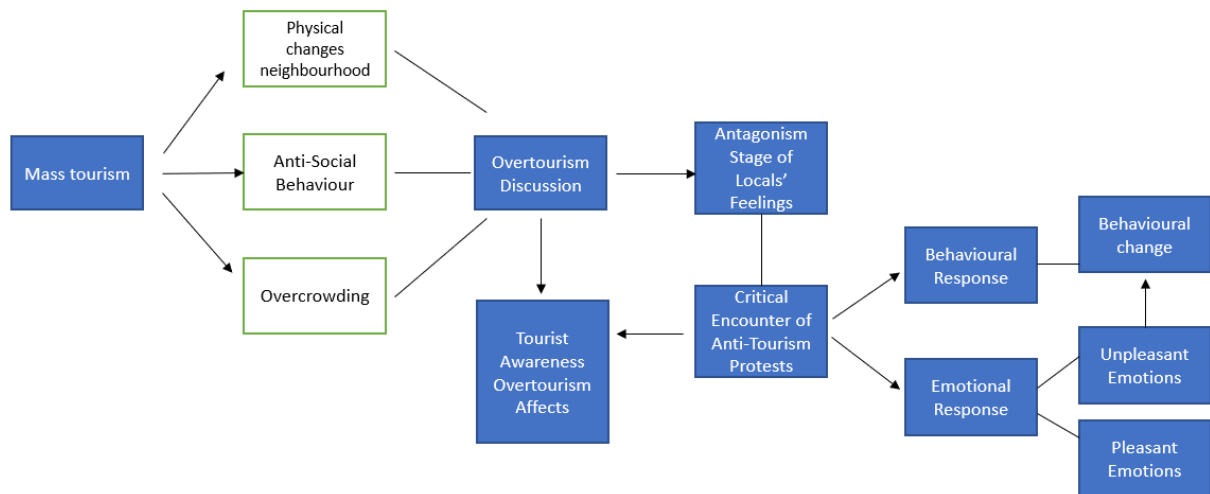 Physical
changes
neighbourhood
Mass tourism
Anti-Social
Behaviour
Overcrowding
Overtourism
Discussion
Tourist
Awareness
Overtourism
Affects
Antagonism
Stage of
Locals'
Feelings
Critical
Encounter of
Anti-Tourism
Protests
Behavioural
Response
Emotional
Response
Behavioural
change
Unpleasant
Emotions
Pleasant
Emotions